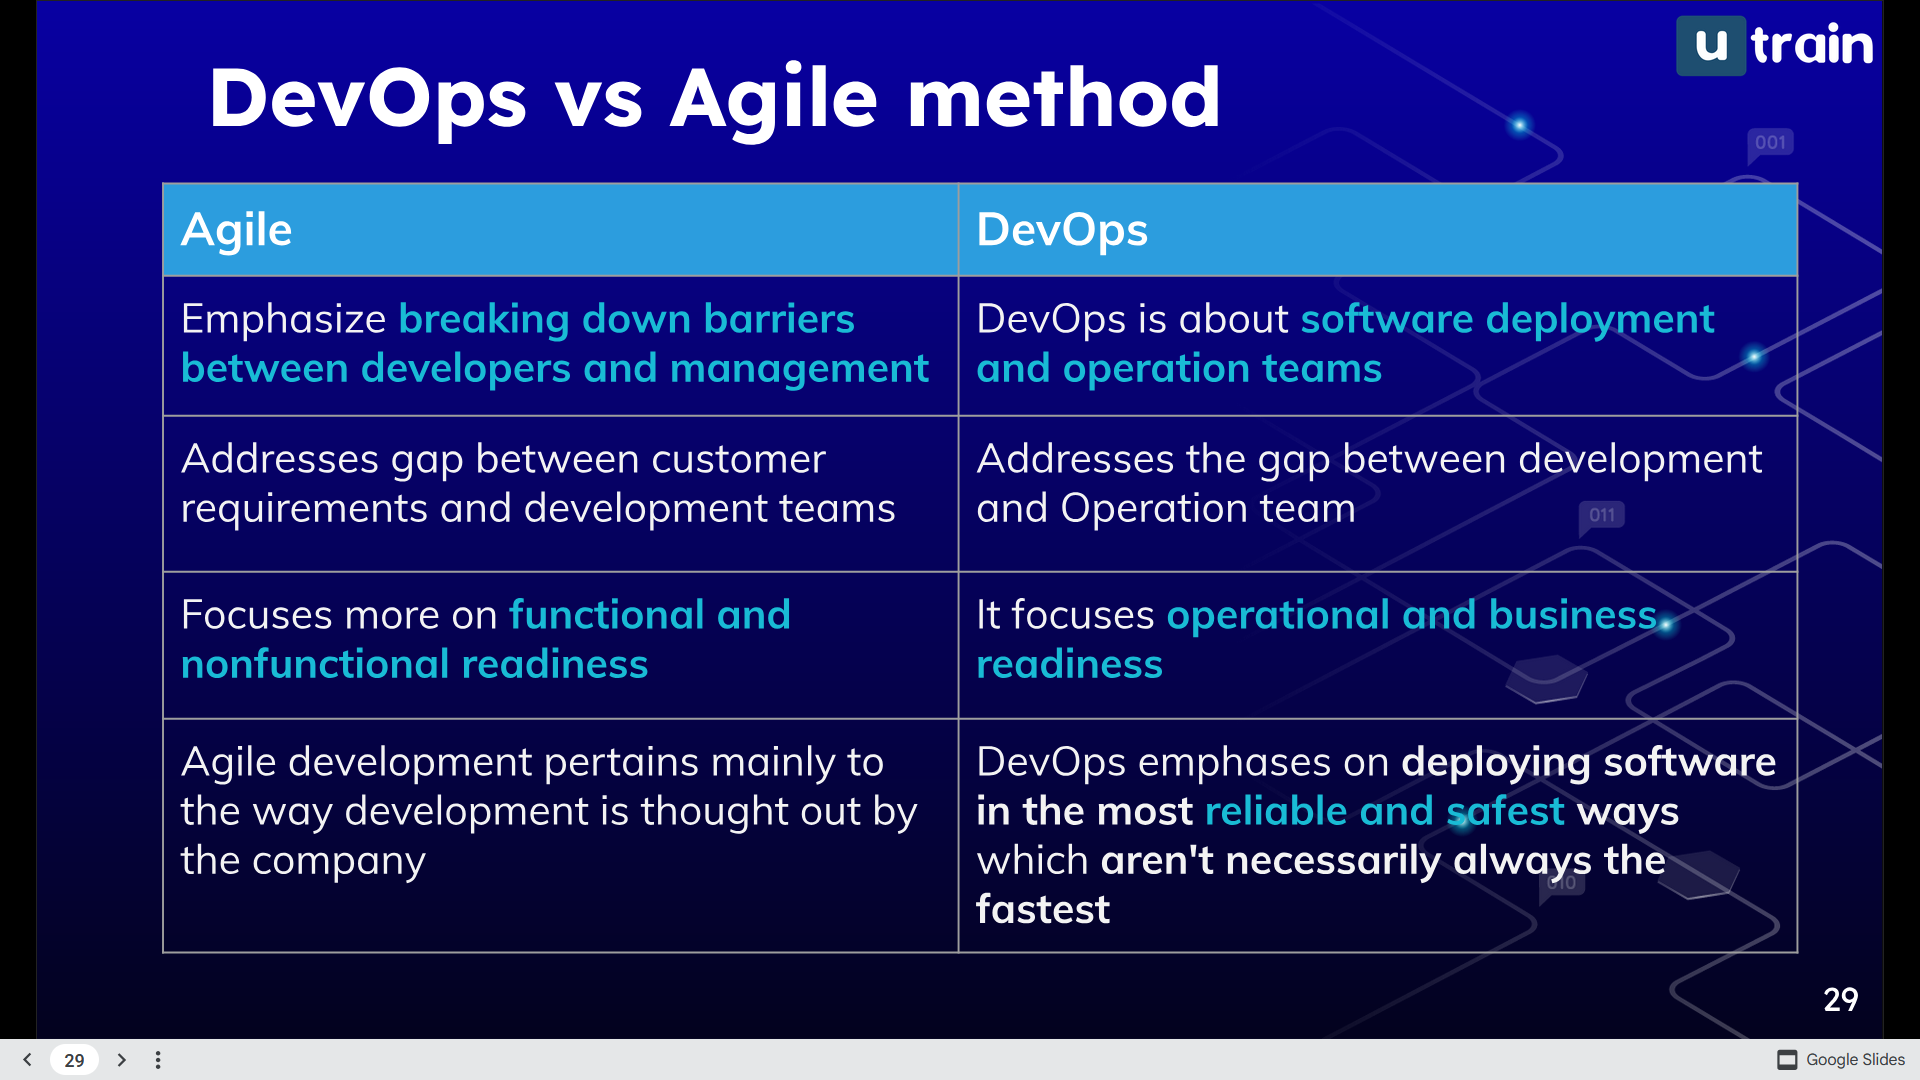 u train
DevOps vs Agile method
001
Agile
DevOps
Emphasize breaking down barriers
between developers and management
DevOps is about software deployment
and operation teams
Addresses gap between customer
requirements and development teams
Addresses the gap between development
and Operation team
011
Focuses more on functional and
nonfunctional readiness
It focuses operational and business
readiness
Agile development pertains mainly to
the way development is thought out by
the company
DevOps emphases on deploying software
in the most reliable and safest ways
which aren't necessarily always the
fastest
010
29
29
Google Slides